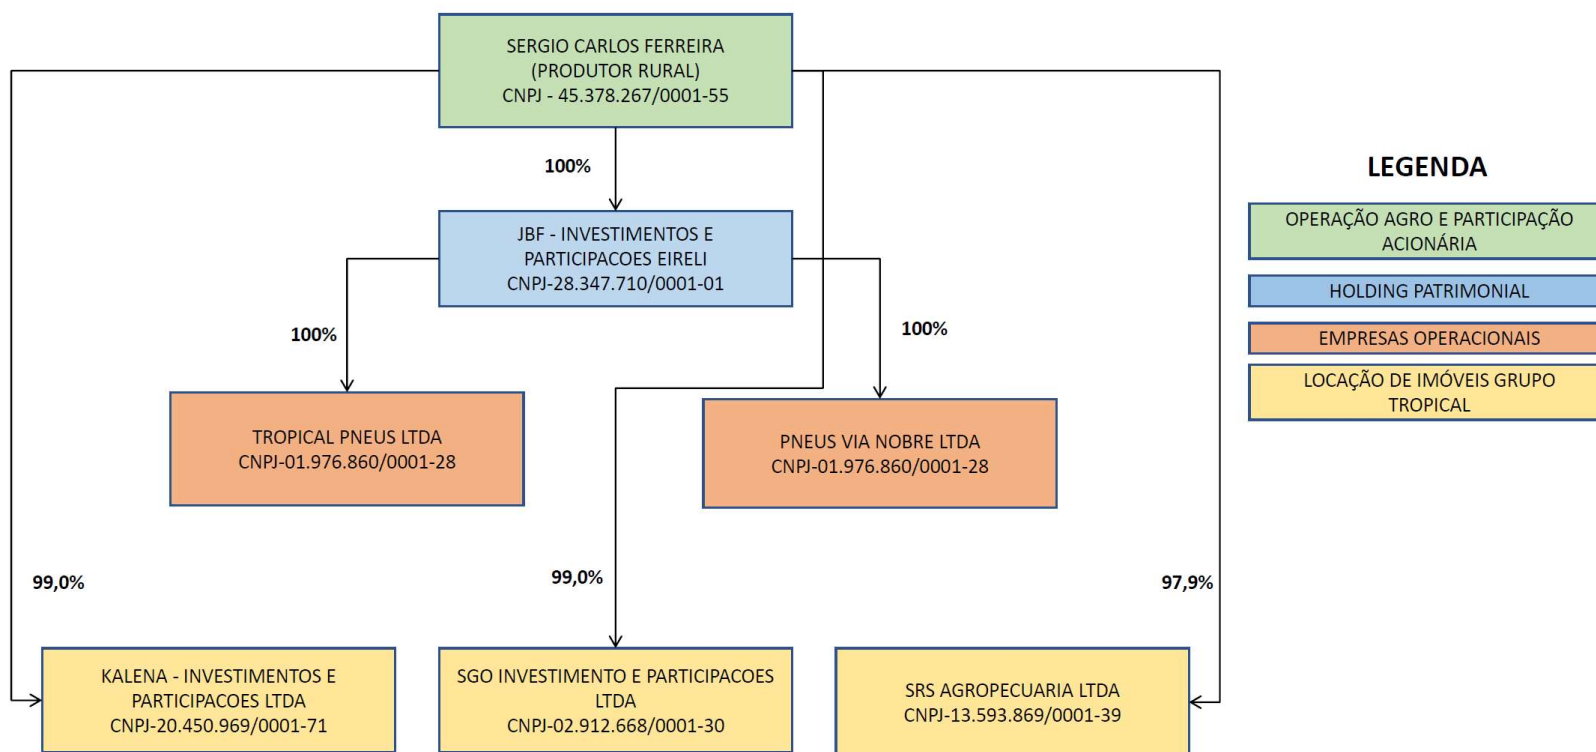 SERGIO CARLOS FERREIRA
(PRODUTOR RURAL)
CNPJ - 45.378.267/0001-55
100%
JBF - INVESTIMENTOS E
PARTICIPACOES EIRELI
CNPJ-28.347.710/0001-01
100%
100%
TROPICAL PNEUS LTDA
CNPJ-01.976.860/0001-28
PNEUS VIA NOBRE LTDA
CNPJ-01.976.860/0001-28
99,0%
99,0%
97,9%
KALENA - INVESTIMENTOS E
PARTICIPACOES LTDA
CNPJ-20.450.969/0001-71
SGO INVESTIMENTO E PARTICIPACOES
LTDA
CNPJ-02.912.668/0001-30
SRS AGROPECUARIA LTDA
CNPJ-13.593.869/0001-39
LEGENDA
OPERAÇÃO AGRO E PARTICIPAÇÃO
ACIONÁRIA
HOLDING PATRIMONIAL
EMPRESAS OPERACIONAIS
LOCAÇÃO DE IMÓVEIS GRUPO
TROPICAL